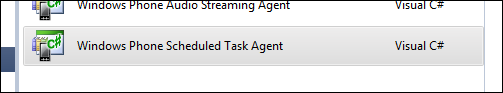 Windows Phone Audio Streaming Agent Visual C#
Windows Phone Scheduled Task Agent Visual C#